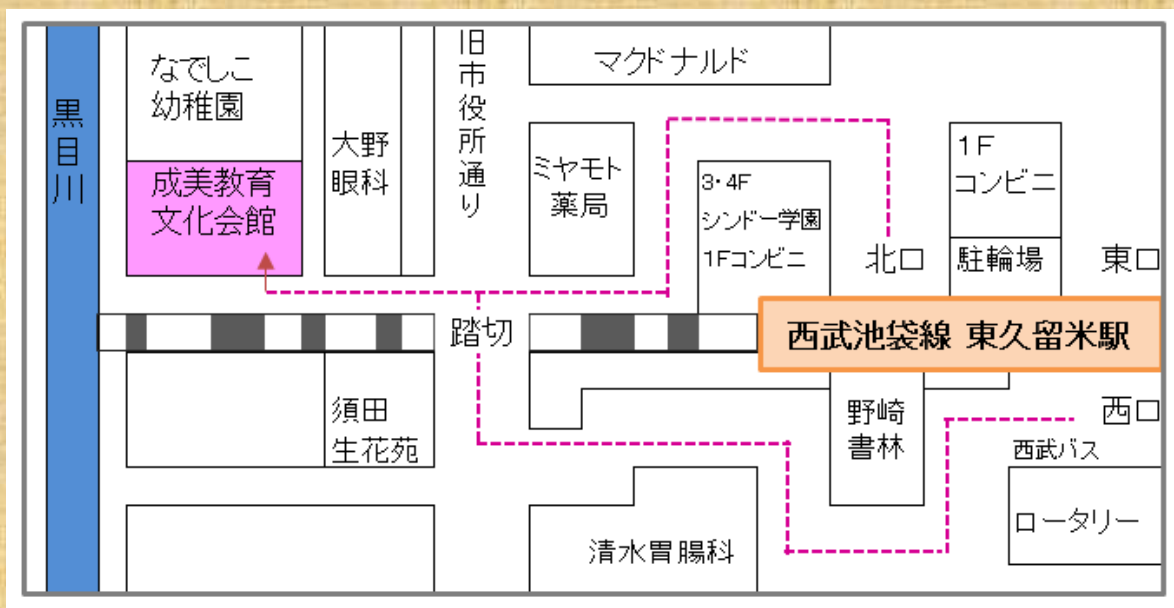 黒目川
なでしこ
幼稚園
成美教育
文化会館
大野
眼科
旧市役所通り
マクドナルド
ミヤモト
薬局
3・4F
シンドー学園
1Fコンビニ
北口
1F
コンビニ
駐輪場
東口
踏切
西武池袋線 東久留米駅
須田
生花苑
野崎
書林
西口
西武バス
ロータリー
清水胃腸科